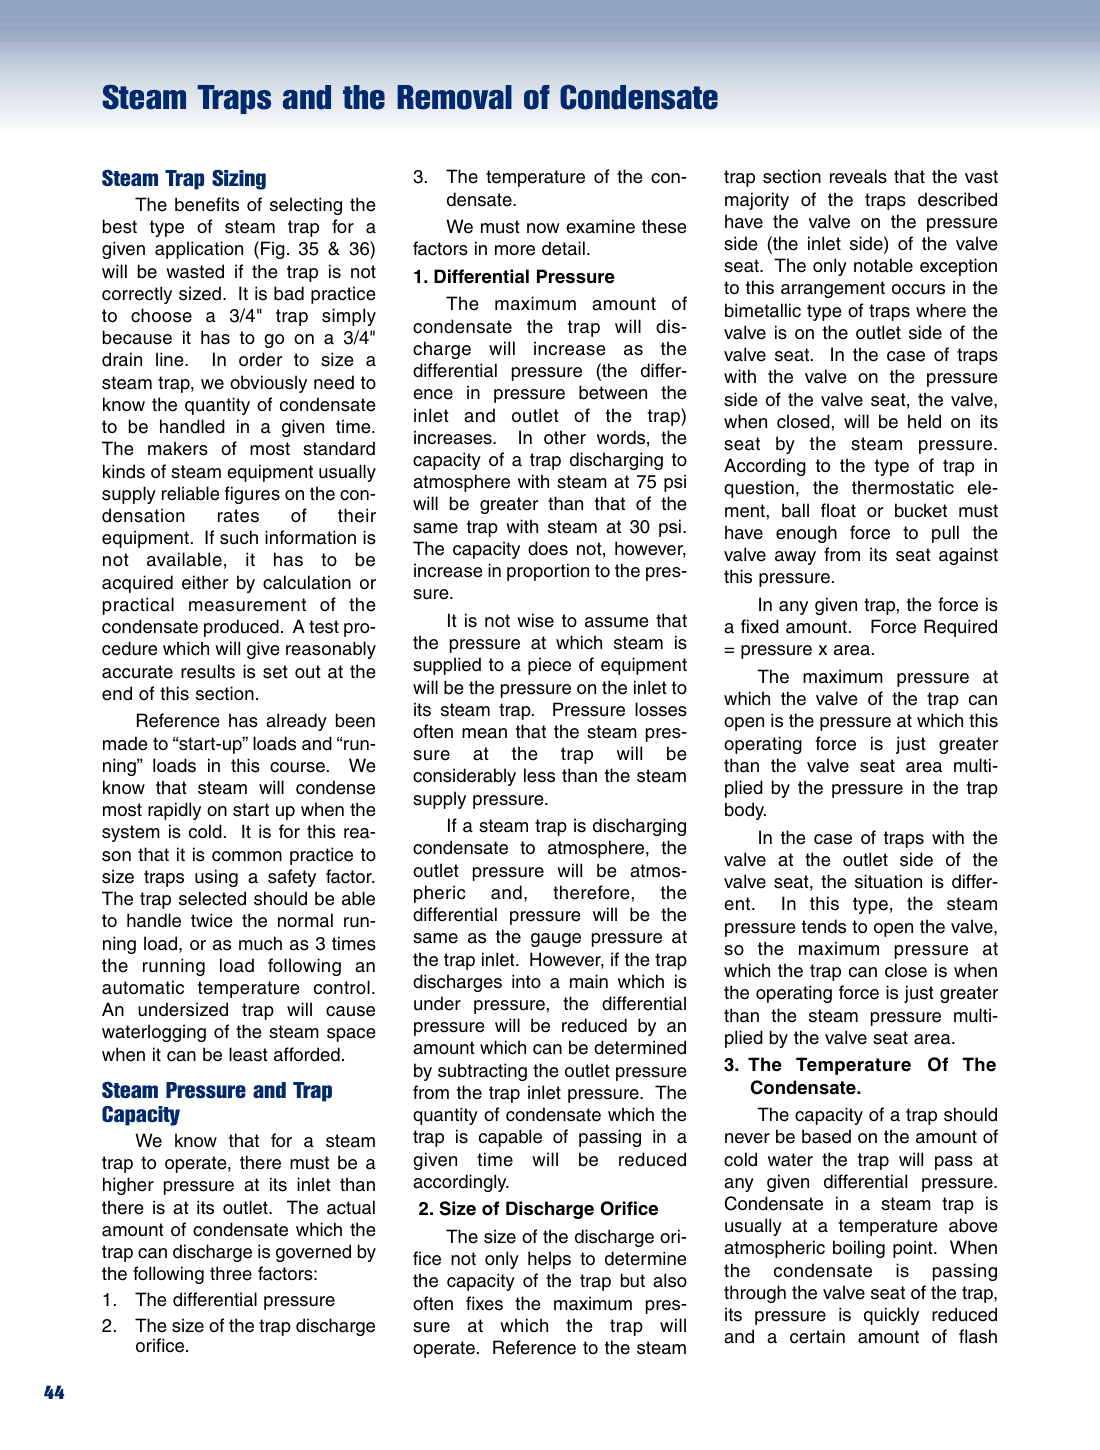 Steam Traps and the Removal of Condensate
Steam Trap Sizing
The benefits of selecting the
best type of steam trap for a
given application (Fig. 35 & 36)
will be wasted if the trap is not
correctly sized. It is bad practice
to choose a 3/4" trap simply
because it has to go on a 3/4"
drain line. In order to size a
steam trap, we obviously need to
know the quantity of condensate
to be handled in a given time.
The makers of most standard
kinds of steam equipment usually
supply reliable figures on the con-
densation rates of their
equipment. If such information is
not available, it has to be
acquired either by calculation or
practical measurement of the
condensate produced. A test pro-
cedure which will give reasonably
accurate results is set out at the
end of this section.
Reference has already been
made to “start-up” loads and “run-
ning” loads in this course. We
know that steam will condense
most rapidly on start up when the
system is cold. It is for this rea-
son that it is common practice to
size traps using a safety factor.
The trap selected should be able
to handle twice the normal run-
ning load, or as much as 3 times
the running load following an
automatic temperature control.
An undersized trap will cause
waterlogging of the steam space
when it can be least afforded.
Steam Pressure and Trap
Capacity
We know that for a steam
trap to operate, there must be a
higher pressure at its inlet than
there is at its outlet. The actual
amount of condensate which the
trap can discharge is governed by
the following three factors:
1. The differential pressure
2. The size of the trap discharge
orifice.
3. The temperature of the con-
densate.
We must now examine these
factors in more detail.
1. Differential Pressure
The maximum amount of
condensate the trap will dis-
charge will increase as the
differential pressure (the differ-
ence in pressure between the
inlet and outlet of the trap)
increases. In other words, the
capacity of a trap discharging to
atmosphere with steam at 75 psi
will be greater than that of the
same trap with steam at 30 psi.
The capacity does not, however,
increase in proportion to the pres-
sure.
It is not wise to assume that
the pressure at which steam is
supplied to a piece of equipment
will be the pressure on the inlet to
its steam trap. Pressure losses
often mean that the steam pres-
sure at the trap will be
considerably less than the steam
supply pressure.
If a steam trap is discharging
condensate to atmosphere, the
outlet pressure will be atmos-
pheric and, therefore, the
differential pressure will be the
same as the gauge pressure at
the trap inlet. However, if the trap
discharges into a main which is
under pressure, the differential
pressure will be reduced by an
amount which can be determined
by subtracting the outlet pressure
from the trap inlet pressure. The
quantity of condensate which the
trap is capable of passing in a
given time will be reduced
accordingly.
2. Size of Discharge Orifice
The size of the discharge ori-
fice not only helps to determine
the capacity of the trap but also
often fixes the maximum pres-
sure at which the trap will
operate. Reference to the steam
trap section reveals that the vast
majority of the traps described
have the valve on the pressure
side (the inlet side) of the valve
seat. The only notable exception
to this arrangement occurs in the
bimetallic type of traps where the
valve is on the outlet side of the
valve seat. In the case of traps
with the valve on the pressure
side of the valve seat, the valve,
when closed, will be held on its
seat by the steam pressure.
According to the type of trap in
question, the thermostatic ele-
ment, ball float or bucket must
have enough force to pull the
valve away from its seat against
this pressure.
In any given trap, the force is
a fixed amount. Force Required
= pressure x area.
The maximum pressure at
which the valve of the trap can
open is the pressure at which this
operating force is just greater
than the valve seat area multi-
plied by the pressure in the trap
body.
In the case of traps with the
valve at the outlet side of the
valve seat, the situation is differ-
ent. In this type, the steam
pressure tends to open the valve,
so the maximum pressure at
which the trap can close is when
the operating force is just greater
than the steam pressure multi-
plied by the valve seat area.
3. The Temperature Of The
Condensate.
The capacity of a trap should
never be based on the amount of
cold water the trap will pass at
any given differential pressure.
Condensate in a steam trap is
usually at a temperature above
atmospheric boiling point. When
the condensate is passing
through the valve seat of the trap,
its pressure is quickly reduced
and a certain amount of flash
44